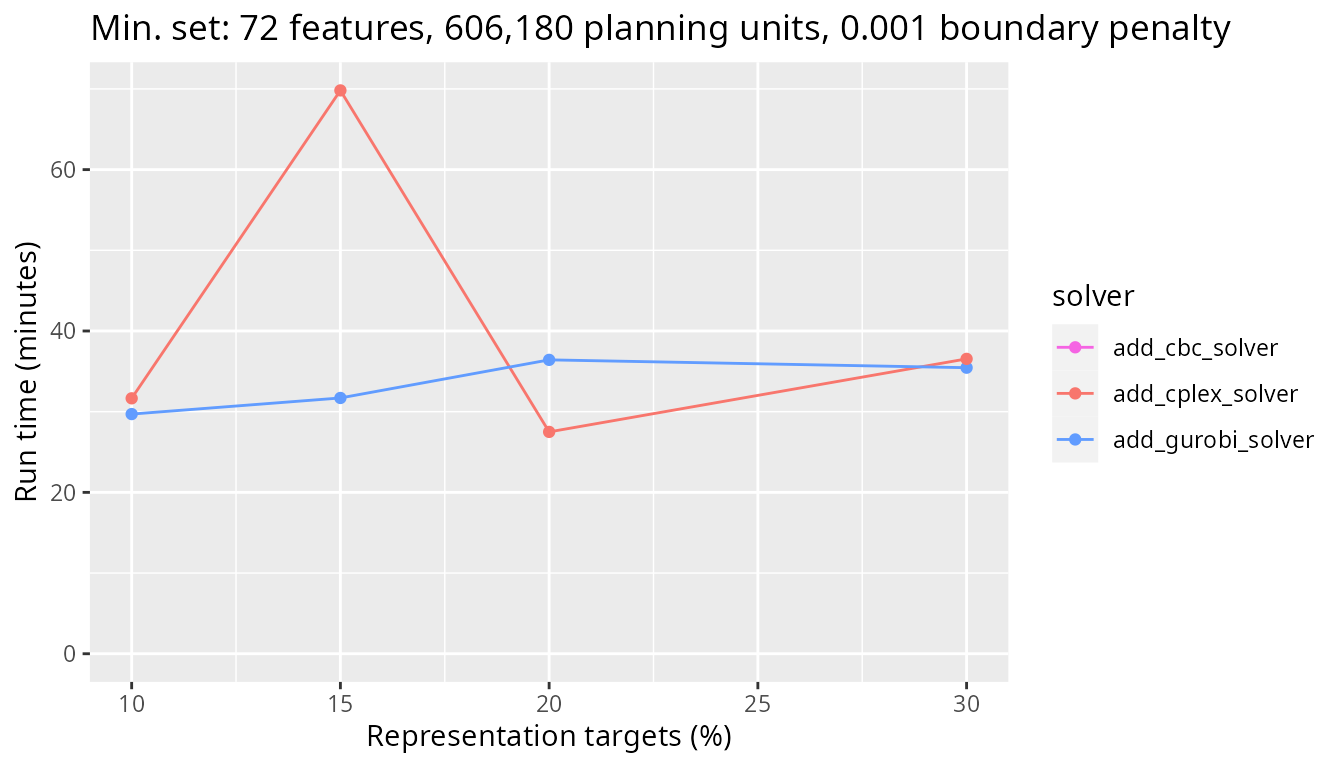 Min. set: 72 features, 606,180 planning units, 0.001 boundary penalty
Run time (minutes)
60
40
20
0
10 15 20 25 30
Representation targets (%)
solver
add_cbc_solver
add_cplex_solver
add_gurobi_solver